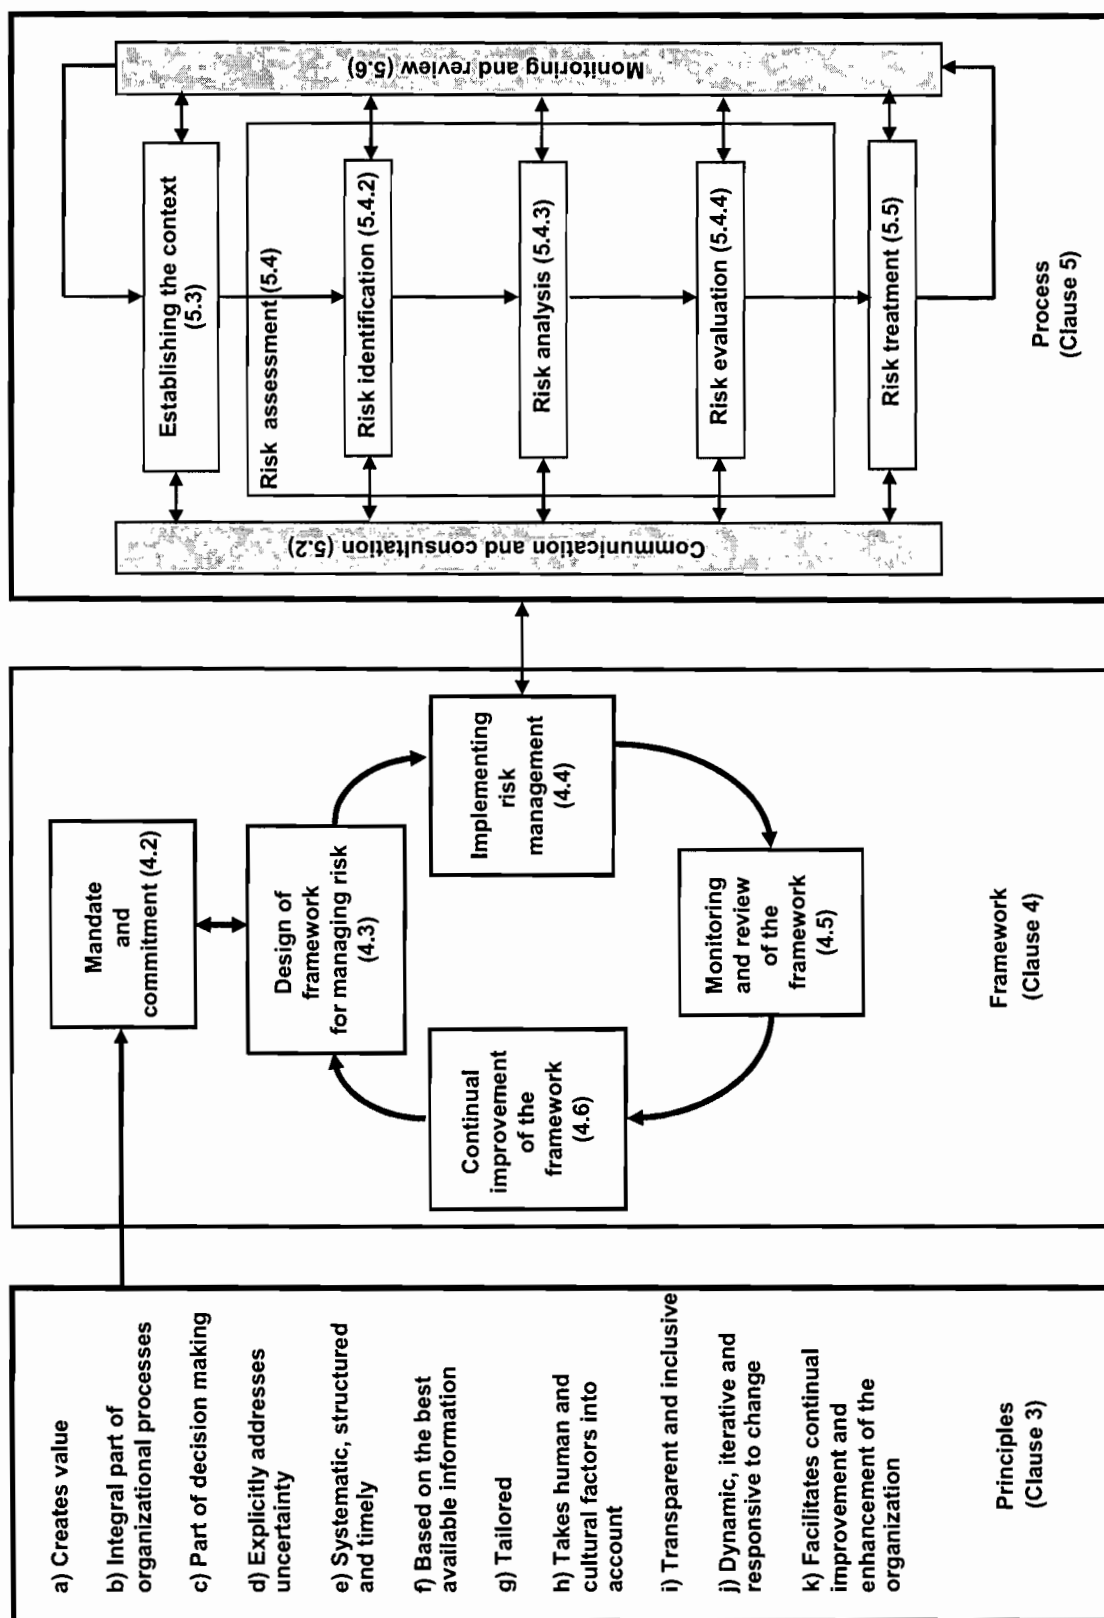 a) Creates value
b) Integral part of
organizational processes
c) Part of decision making
d) Explicitly addresses
uncertainty
e) Systematic, structured
and timely
f) Based on the best
available information
g) Tailored
h) Takes human and
cultural factors into
account
i) Transparent and inclusive
j) Dynamic, iterative and
responsive to change
k) Facilitates continual
improvement and
enhancement of the
organization
Principles
(Clause 3)
Mandate
and
commitment (4.2)
Design of
framework
for managing risk
(4.3)
Implementing
risk
management
(4.4)
Monitoring
and review
of the
framework
(4.5)
Continual
improvement
of the
framework
(4.6)
Framework
(Clause 4)
Communication and consultation (5.2)
Establishing the context
(5.3)
Risk assessment (5.4)
Risk identification (5.4.2)
Risk analysis (5.4.3)
Risk evaluation (5.4.4)
Risk treatment (5.5)
Monitoring and review (5.6)
Process
(Clause 5)